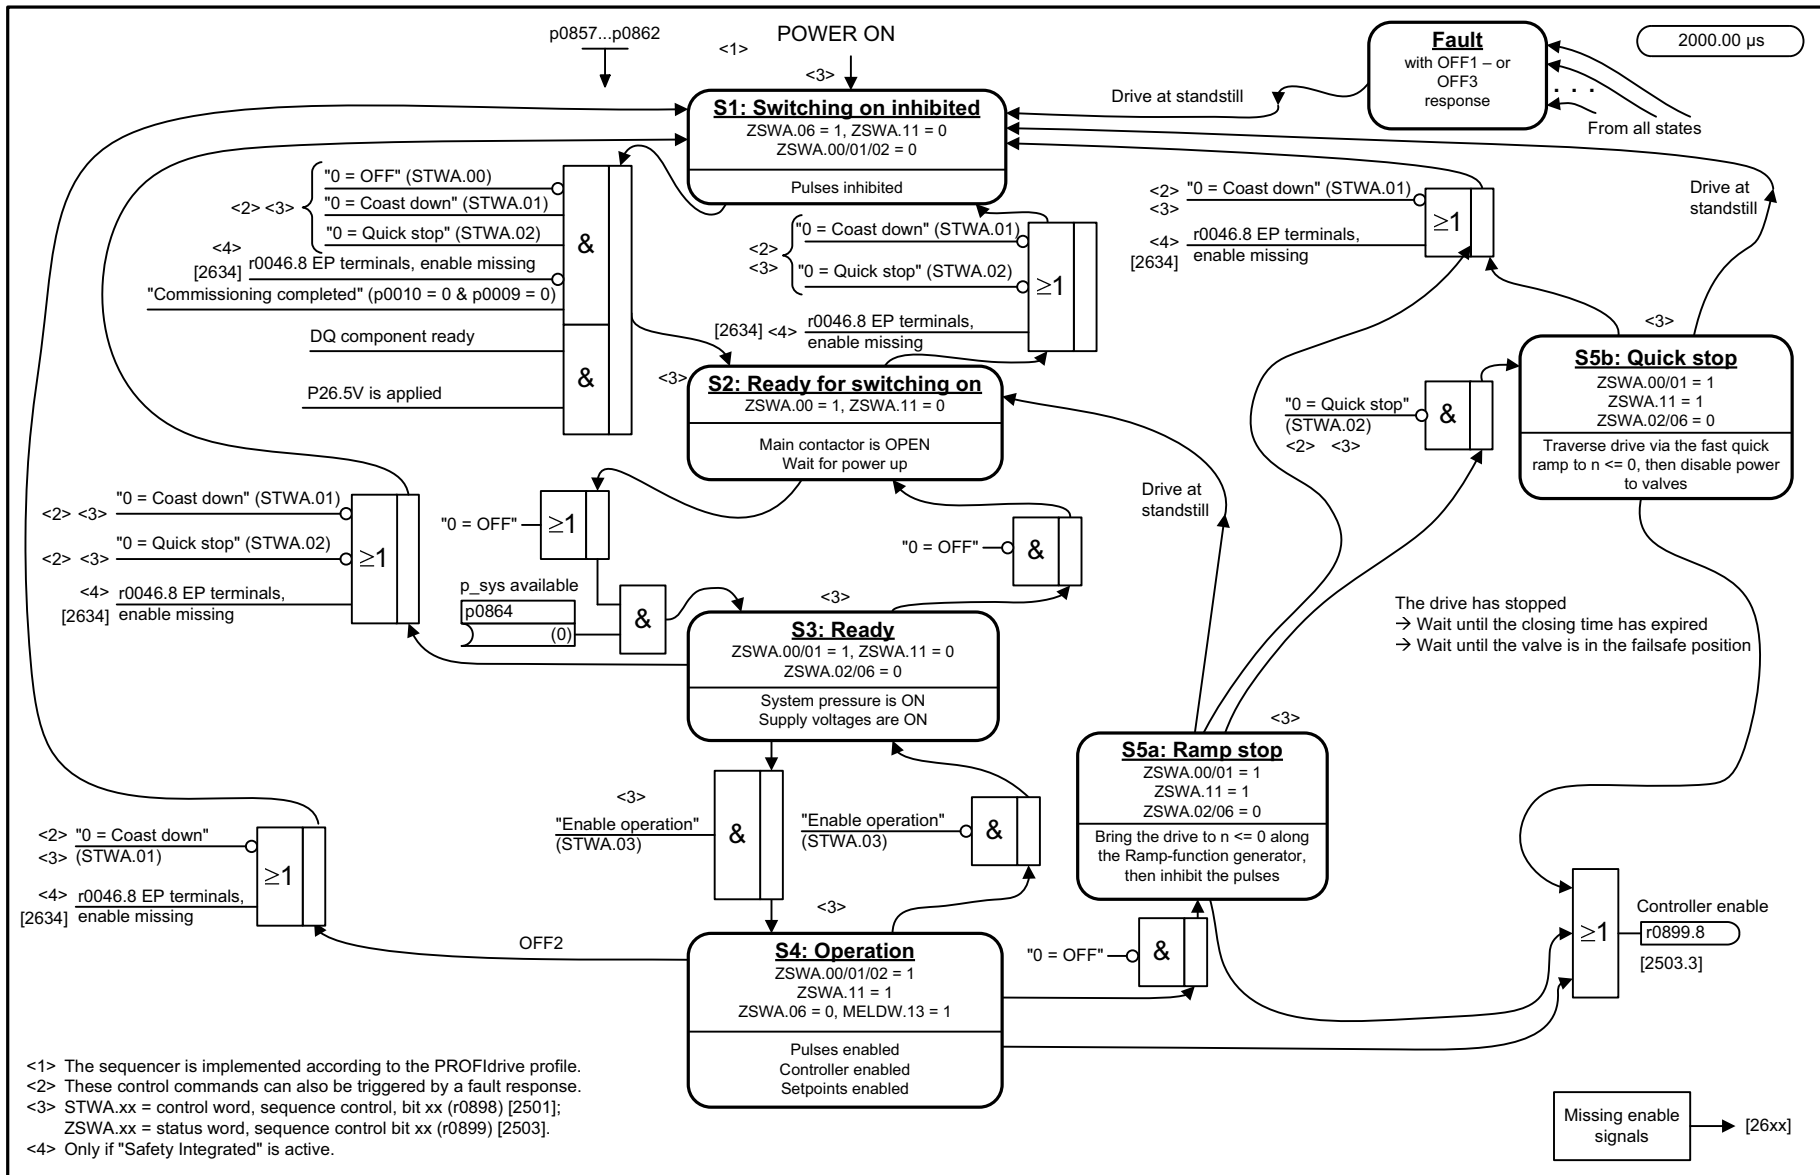 p0857...p0862
<1>
POWER ON
<3>
Fault
with OFF1 – or
OFF3
response
2000.00 µs
Drive at standstill
. . .
From all states
S1: Switching on inhibited
ZSWA.06 = 1, ZSWA.11 = 0
ZSWA.00/01/02 = 0
Pulses inhibited
<2> <3>
"0 = OFF" (STWA.00)
"0 = Coast down" (STWA.01)
"0 = Quick stop" (STWA.02)
<4>
[2634]
r0046.8 EP terminals, enable missing
"Commissioning completed" (p0010 = 0 & p0009 = 0)
DQ component ready
P26.5V is applied
&
&
<2>
<3>
"0 = Coast down" (STWA.01)
"0 = Quick stop" (STWA.02)
[2634] <4>
r0046.8 EP terminals,
enable missing
≥1
<2>
<3>
"0 = Coast down" (STWA.01)
<4>
[2634]
r0046.8 EP terminals,
enable missing
≥1
Drive at
standstill
<3>
S2: Ready for switching on
ZSWA.00 = 1, ZSWA.11 = 0
Main contactor is OPEN
Wait for power up
<3>
S5b: Quick stop
ZSWA.00/01 = 1
ZSWA.11 = 1
ZSWA.02/06 = 0
Traverse drive via the fast quick
ramp to n <= 0, then disable power
to valves
"0 = Quick stop"
(STWA.02)
<2> <3>
&
<2> <3>
"0 = Coast down" (STWA.01)
<2> <3>
"0 = Quick stop" (STWA.02)
<4>
[2634]
r0046.8 EP terminals,
enable missing
≥1
"0 = OFF"
≥1
"0 = OFF"
&
Drive at
standstill
p_sys available
p0864
(0)
&
<3>
S3: Ready
ZSWA.00/01 = 1, ZSWA.11 = 0
ZSWA.02/06 = 0
System pressure is ON
Supply voltages are ON
The drive has stopped
→ Wait until the closing time has expired
→ Wait until the valve is in the failsafe position
<3>
S5a: Ramp stop
ZSWA.00/01 = 1
ZSWA.11 = 1
ZSWA.02/06 = 0
Bring the drive to n <= 0 along
the Ramp-function generator,
then inhibit the pulses
<3>
"Enable operation"
(STWA.03)
&
"Enable operation"
(STWA.03)
&
<2>
<3>
"0 = Coast down"
(STWA.01)
<4>
[2634]
r0046.8 EP terminals,
enable missing
≥1
OFF2
<3>
S4: Operation
ZSWA.00/01/02 = 1
ZSWA.11 = 1
ZSWA.06 = 0, MELDW.13 = 1
Pulses enabled
Controller enabled
Setpoints enabled
"0 = OFF"
&
≥1
Controller enable
r0899.8
[2503.3]
<1> The sequencer is implemented according to the PROFIdrive profile.
<2> These control commands can also be triggered by a fault response.
<3> STWA.xx = control word, sequence control, bit xx (r0898) [2501];
ZSWA.xx = status word, sequence control bit xx (r0899) [2503].
<4> Only if "Safety Integrated" is active.
Missing enable
signals
[26xx]